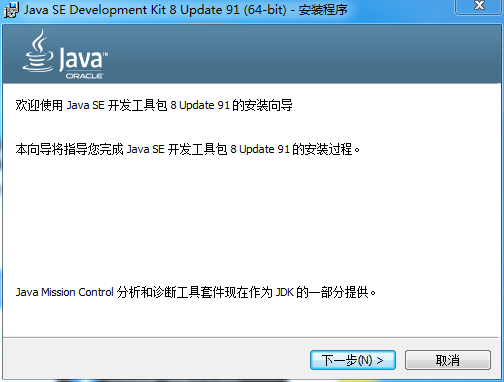 Java SE Development Kit 8 Update 91 (64-bit) - 安装程序
Java™
ORACLE
欢迎使用 Java SE 开发工具包 8 Update 91 的安装向导
本向导将指导您完成 Java SE 开发工具包 8 Update 91 的安装过程。
Java Mission Control 分析和诊断工具套件现在作为 JDK 的一部分提供。
下一步(N) >
取消